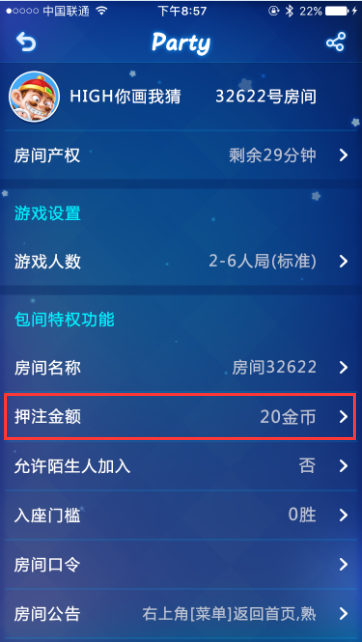 中国联通 下午8:57 22%
Party
HIGH你画我猜 32622号房间
房间产权 剩余29分钟
游戏设置
游戏人数 2-6人局(标准)
包间特权功能
房间名称 房间32622
押注金额 20金币
允许陌生人加入 否
入座门槛 0胜
房间口令
房间公告 右上角[菜单]返回首页,熟